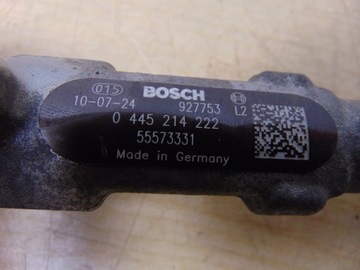 015 BOSCH
10-07-24 927753 L2
0 445 214 222
55573331
Made in Germany